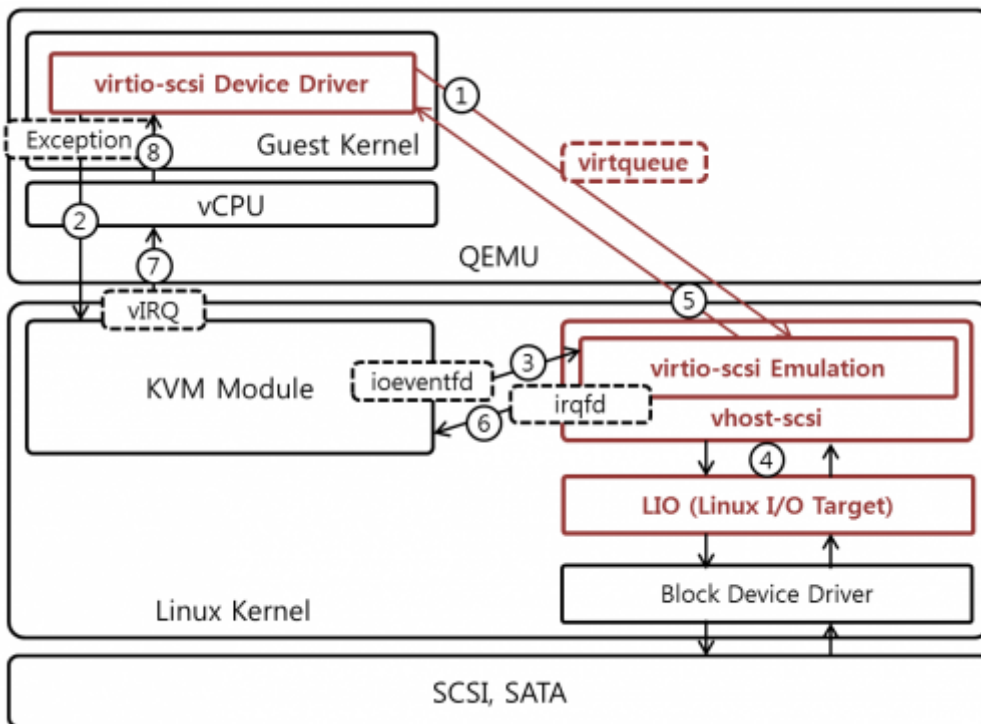 virtio-scsi Device Driver
1
Exception
8
Guest Kernel
virtqueue
vCPU
2
7
QEMU
vIRQ
5
KVM Module
ioeventfd
3
virtio-scsi Emulation
irqfd
6
vhost-scsi
4
LIO (Linux I/O Target)
Block Device Driver
Linux Kernel
SCSI, SATA